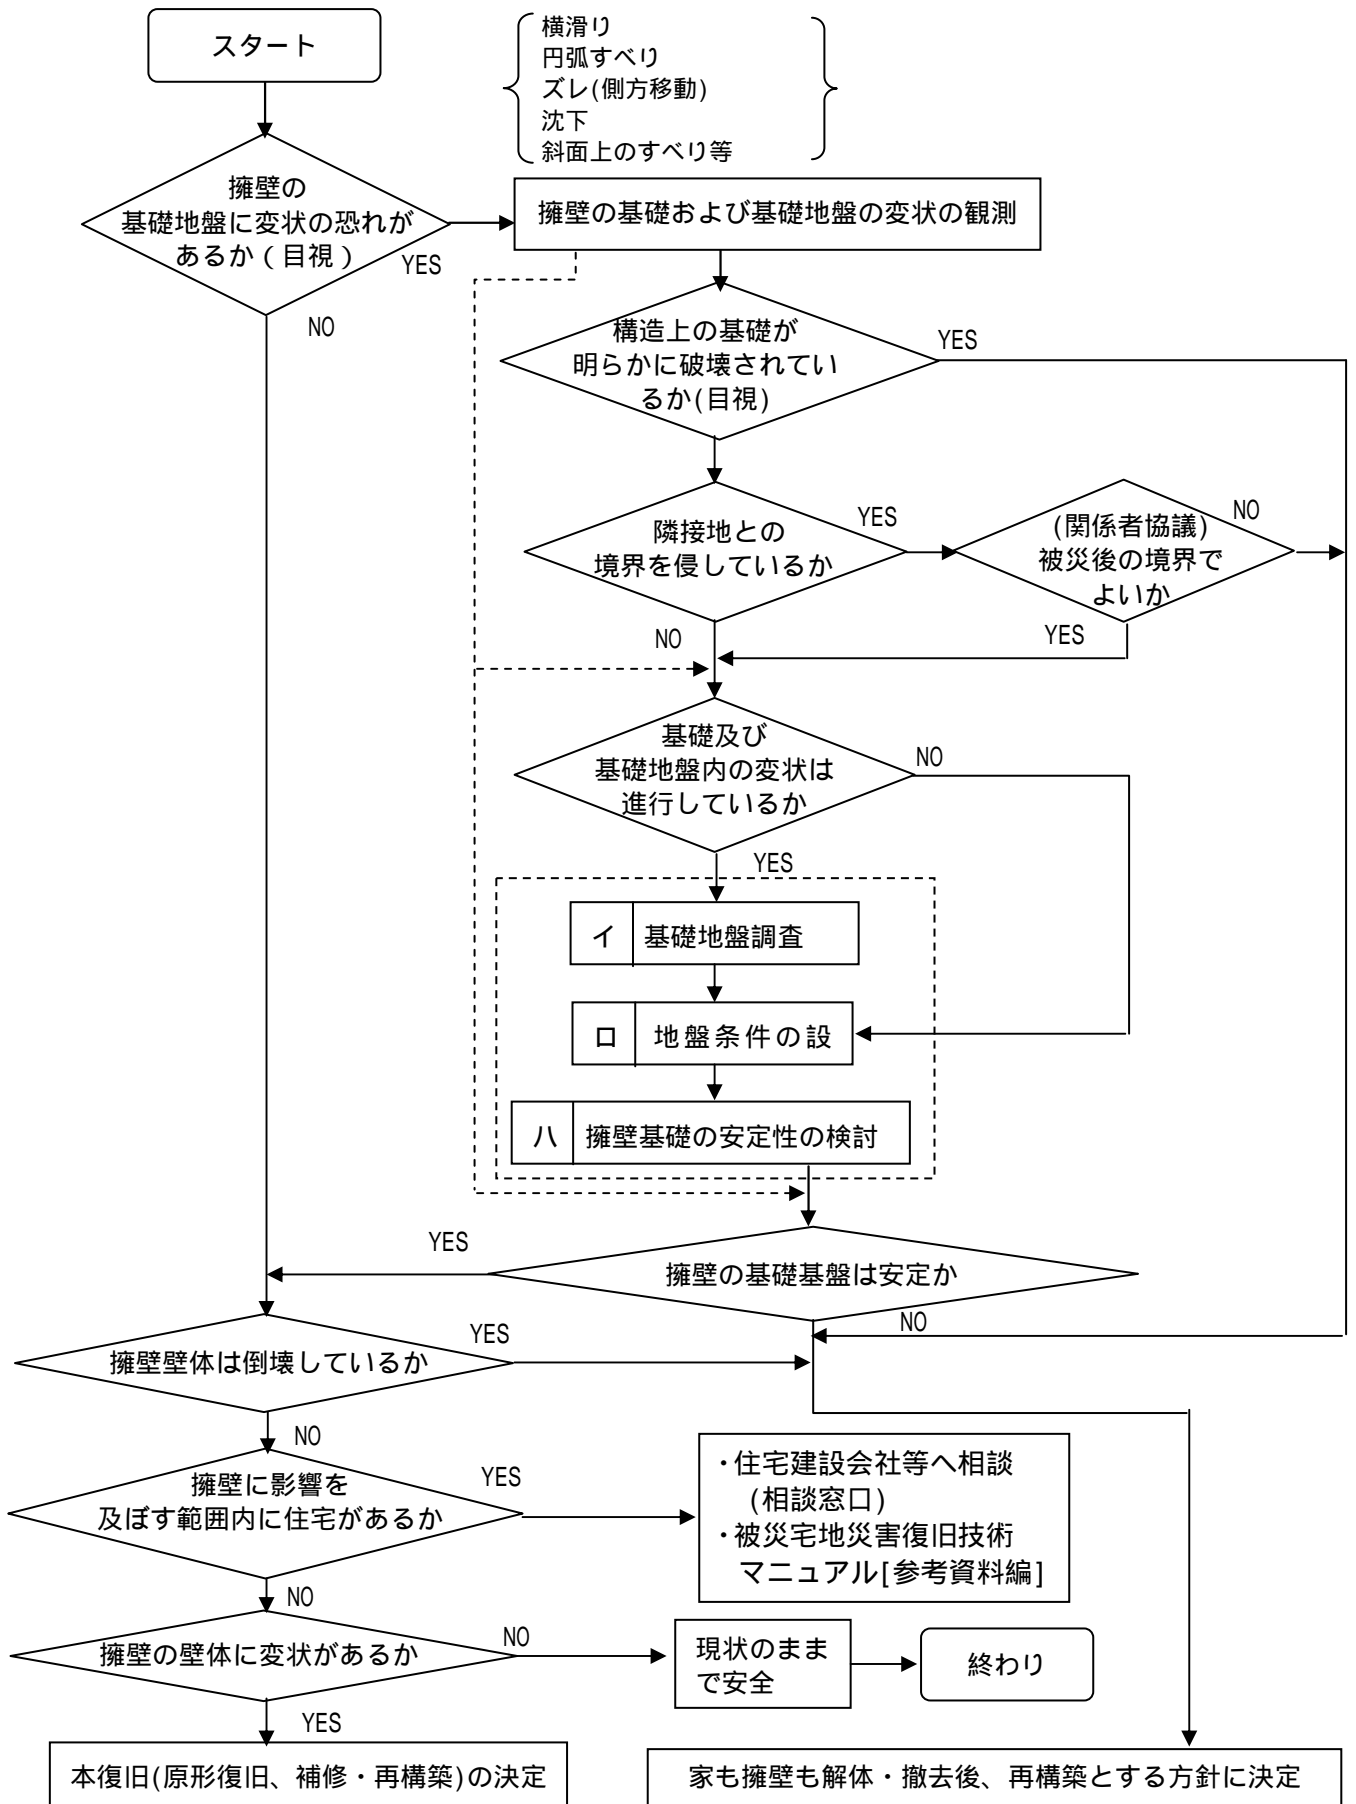 スタート
横滑り
円弧すべり
ズレ(側方移動)
沈下
斜面上のすべり等
擁壁の
基礎地盤に変状の恐れが
あるか(目視)
YES
NO
擁壁の基礎および基礎地盤の変状の観測
構造上の基礎が
明らかに破壊されてい
るか(目視)
YES
隣接地との
境界を侵しているか
YES
NO
(関係者協議)
被災後の境界で
よいか
NO
YES
基礎及び
基礎地盤内の変状は
進行しているか
NO
YES
イ 基礎地盤調査
ロ 地盤条件の設
ハ 擁壁基礎の安定性の検討
擁壁の基礎基盤は安定か
YES
NO
擁壁壁体は倒壊しているか
YES
NO
擁壁に影響を
及ぼす範囲内に住宅があるか
YES
NO
・住宅建設会社等へ相談
(相談窓口)
・被災宅地災害復旧技術
マニュアル[参考資料編]
擁壁の壁体に変状があるか
NO
YES
現状のまま
で安全
終わり
本復旧(原形復旧、補修・再構築)の決定
家も擁壁も解体・撤去後、再構築とする方針に決定